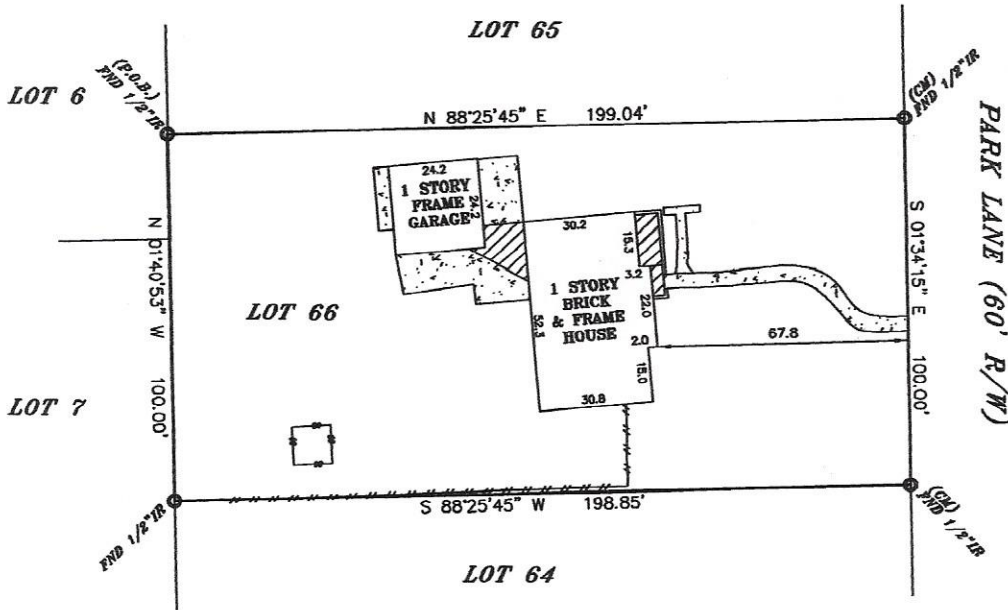 LOT 65
LOT 6
(P.O.B.)
FND 1/2"IR
(CM)
FND 1/2"IR
N 88°25'45" E 199.04'
PARK LANE (60' R/W)
24.2
24.2
1 STORY
FRAME
GARAGE
30.2
15.3
3.2
1 STORY
BRICK
& FRAME
HOUSE
22.0
2.0
15.0
52.3
30.8
67.8
N 01°40'53" W 100.00'
S 01°34'15" E 100.00'
LOT 66
LOT 7
FND 1/2"IR
S 88°25'45" W 198.85'
(CM)
FND 1/2"IR
LOT 64